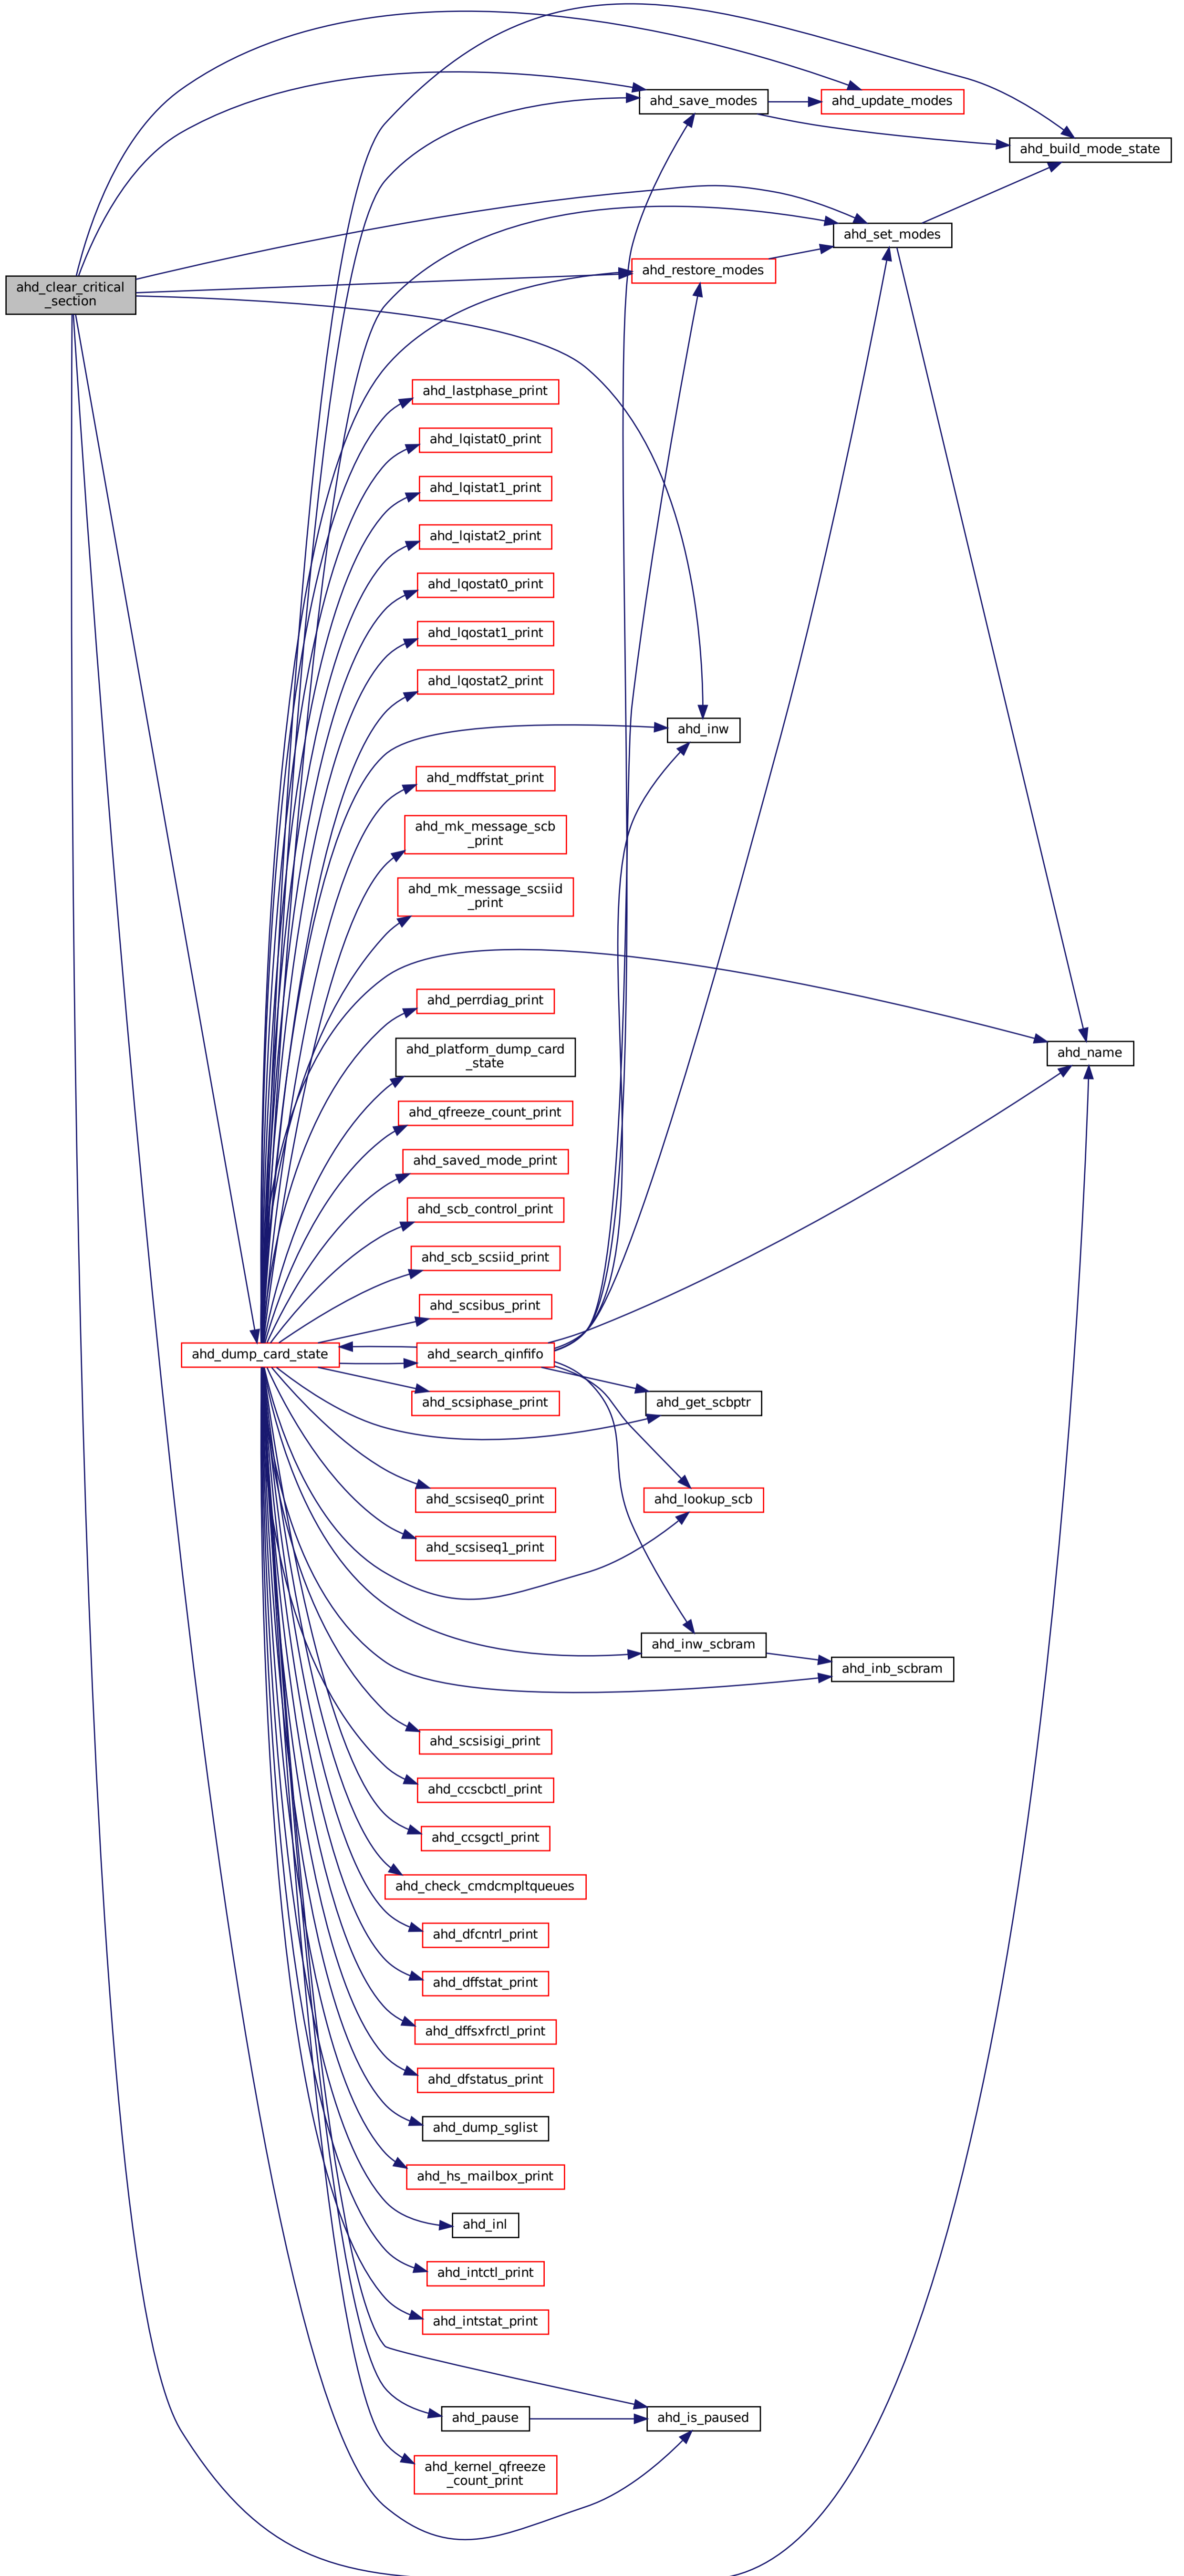 ahd_save_modes
ahd_update_modes
ahd_build_mode_state
ahd_set_modes
ahd_restore_modes
ahd_clear_critical
_section
ahd_lastphase_print
ahd_lqistat0_print
ahd_lqistat1_print
ahd_lqistat2_print
ahd_lqostat0_print
ahd_lqostat1_print
ahd_lqostat2_print
ahd_inw
ahd_mdffstat_print
ahd_mk_message_scb
_print
ahd_mk_message_scsiid
_print
ahd_perrdiag_print
ahd_platform_dump_card
_state
ahd_name
ahd_qfreeze_count_print
ahd_saved_mode_print
ahd_scb_control_print
ahd_scb_scsiid_print
ahd_scsibus_print
ahd_dump_card_state
ahd_search_qinfifo
ahd_scsiphase_print
ahd_get_scbptr
ahd_scsiseq0_print
ahd_lookup_scb
ahd_scsiseq1_print
ahd_inw_scbram
ahd_inb_scbram
ahd_scsisigi_print
ahd_ccscbctl_print
ahd_ccsgctl_print
ahd_check_cmdcmpltqueues
ahd_dfcntrl_print
ahd_dffstat_print
ahd_dffsxfrctl_print
ahd_dfstatus_print
ahd_dump_sglist
ahd_hs_mailbox_print
ahd_inl
ahd_intctl_print
ahd_intstat_print
ahd_pause
ahd_is_paused
ahd_kernel_qfreeze
_count_print